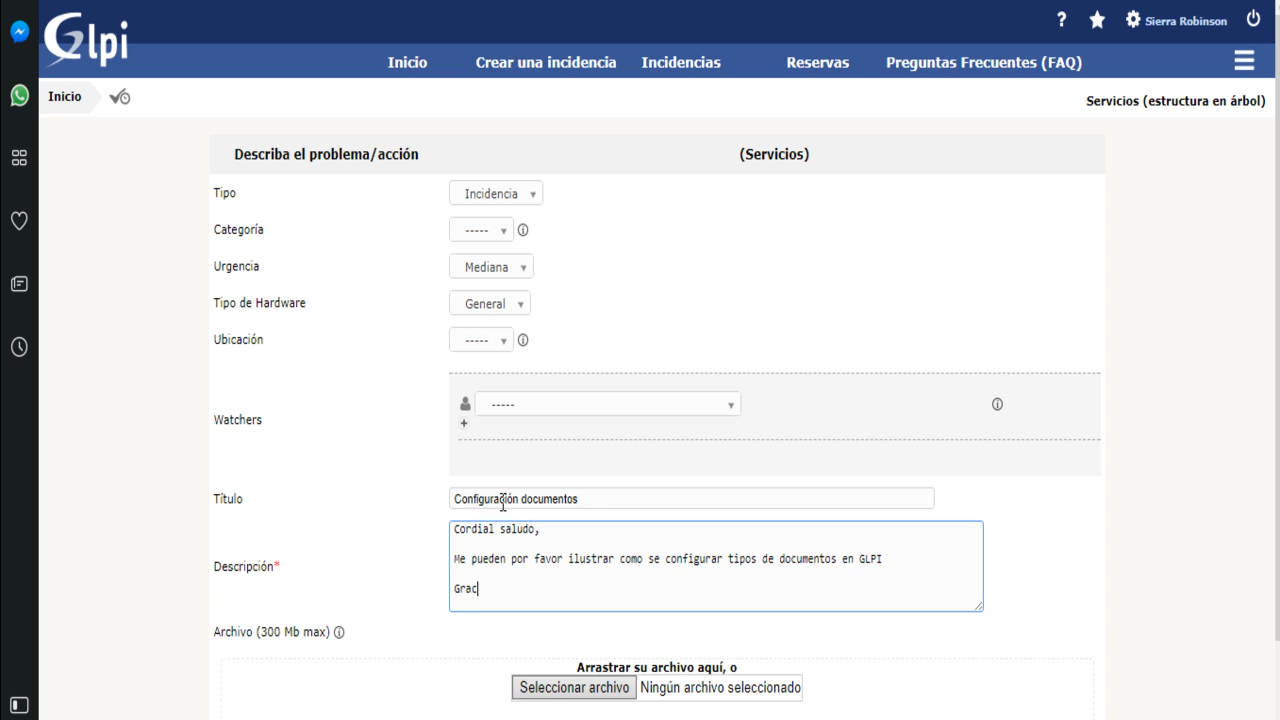 Glpi
?
Sierra Robinson
Inicio
Crear una incidencia
Incidencias
Reservas
Preguntas Frecuentes (FAQ)
Inicio
Servicios (estructura en árbol)
Describa el problema/acción
(Servicios)
Tipo
Incidencia
Categoría
-----
Urgencia
Mediana
Tipo de Hardware
General
Ubicación
-----
Watchers
-----
+
Título
Configuración documentos
Descripción*
Cordial saludo,
Me pueden por favor ilustrar como se configurar tipos de documentos en GLPI
Grac
Archivo (300 Mb max)
Arrastrar su archivo aquí, o
Seleccionar archivo
Ningún archivo seleccionado